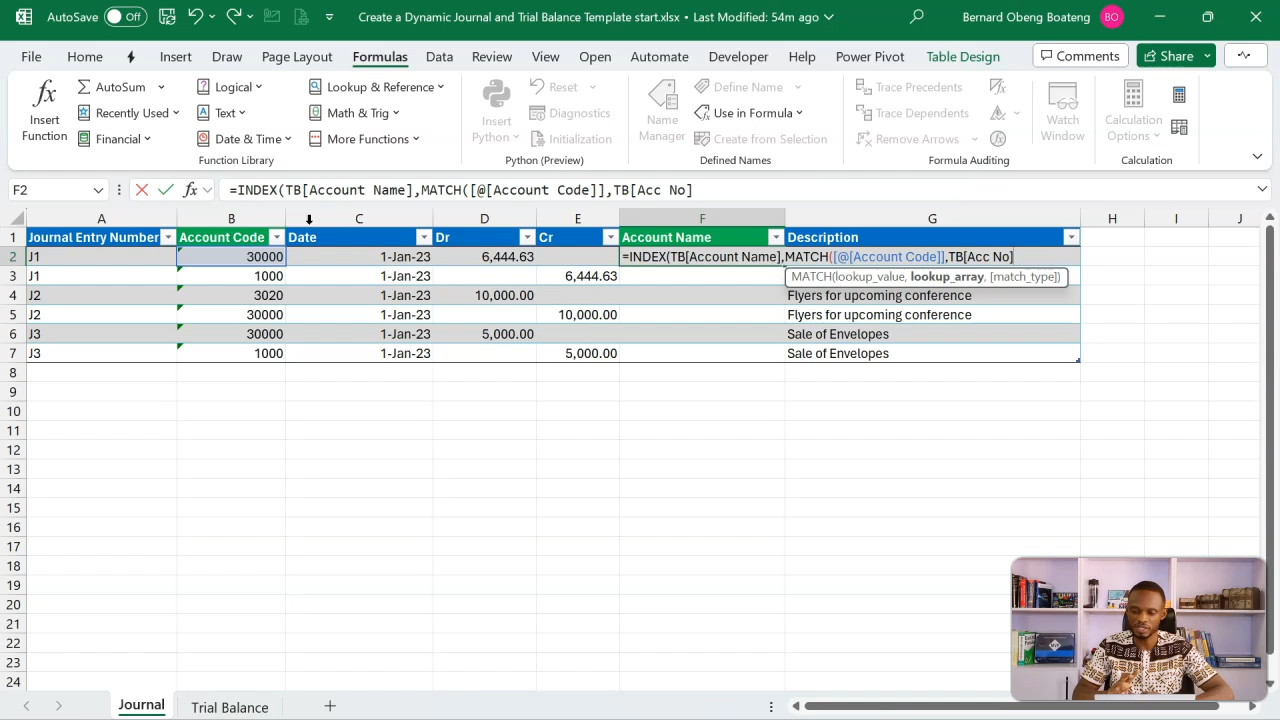 AutoSave Off Create a Dynamic Journal and Trial Balance Template start.xlsx • Last Modified: 54m ago Bernard Obeng Boateng BO
File Home Insert Draw Page Layout Formulas Data Review View Open Automate Developer Help Power Pivot Table Design Comments Share
Insert Function
AutoSum
Recently Used
Financial
Logical
Text
Date & Time
Lookup & Reference
Math & Trig
More Functions
Function Library
Insert Python
Reset
Diagnostics
Initialization
Python (Preview)
Name Manager
Define Name
Use in Formula
Create from Selection
Defined Names
Trace Precedents
Trace Dependents
Remove Arrows
Formula Auditing
Watch Window
Calculation Options
Calculation
F2 fx =INDEX(TB[Account Name],MATCH([@[Account Code]],TB[Acc No]
A B C D E F G H I J
1 Journal Entry Number Account Code Date Dr Cr Account Name Description
2 J1 30000 1-Jan-23 6,444.63 =INDEX(TB[Account Name],MATCH([@[Account Code]],TB[Acc No]
3 J1 1000 1-Jan-23 6,444.63 MATCH(lookup_value, lookup_array, [match_type])
4 J2 3020 1-Jan-23 10,000.00 Flyers for upcoming conference
5 J2 30000 1-Jan-23 10,000.00 Flyers for upcoming conference
6 J3 30000 1-Jan-23 5,000.00 Sale of Envelopes
7 J3 1000 1-Jan-23 5,000.00 Sale of Envelopes
8
9
10
11
12
13
14
15
16
17
18
19
20
21
22
23
24
Journal Trial Balance